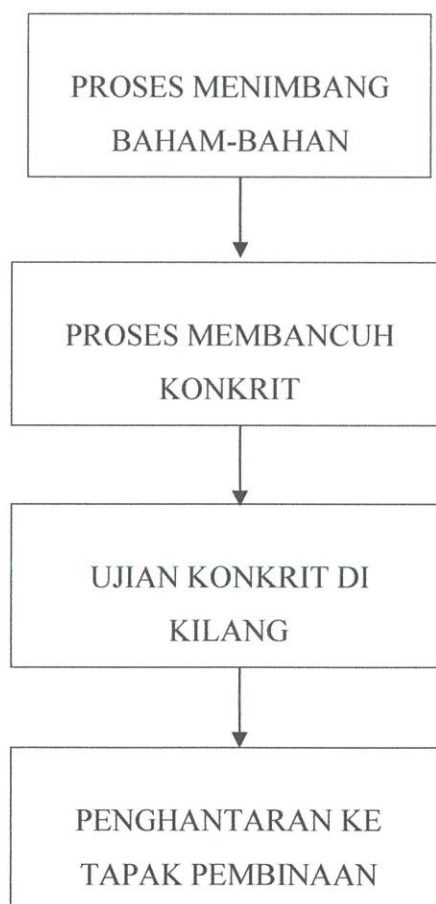 PROSES MENIMBANG
BAHAM-BAHAN
PROSES MEMBANCUH
KONKRIT
UJIAN KONKRIT DI
KILANG
PENGHANTARAN KE
TAPAK PEMBINAAN